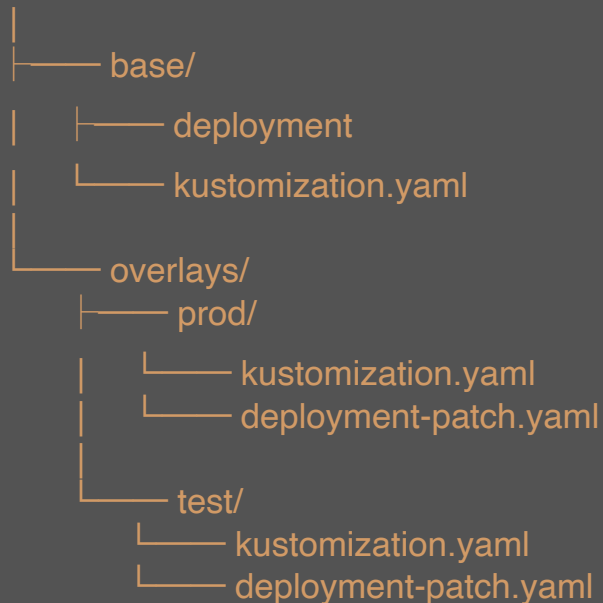 base/
deployment
kustomization.yaml
overlays/
prod/
kustomization.yaml
deployment-patch.yaml
test/
kustomization.yaml
deployment-patch.yaml